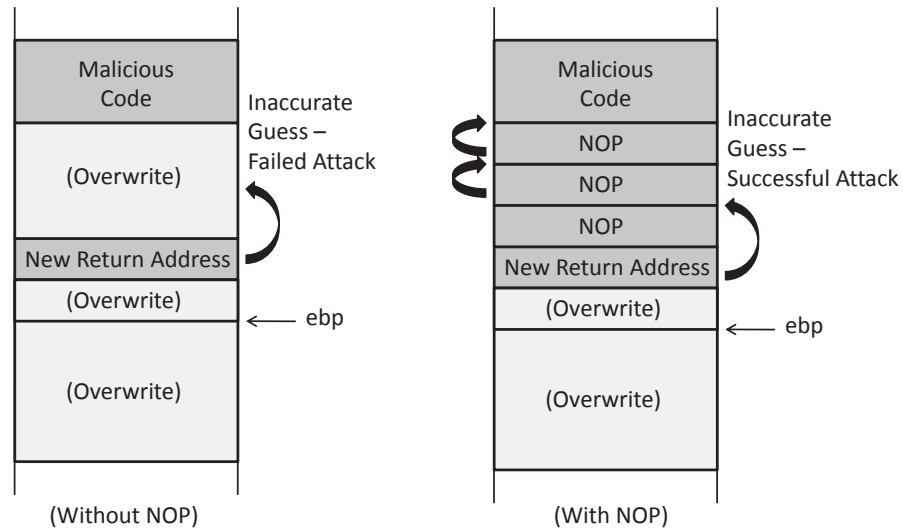 Malicious
Code
Inaccurate
Guess –
Failed Attack
(Overwrite)
New Return Address
(Overwrite)
ebp
(Overwrite)
(Without NOP)
Malicious
Code
Inaccurate
Guess –
Successful Attack
NOP
NOP
NOP
New Return Address
(Overwrite)
ebp
(Overwrite)
(With NOP)